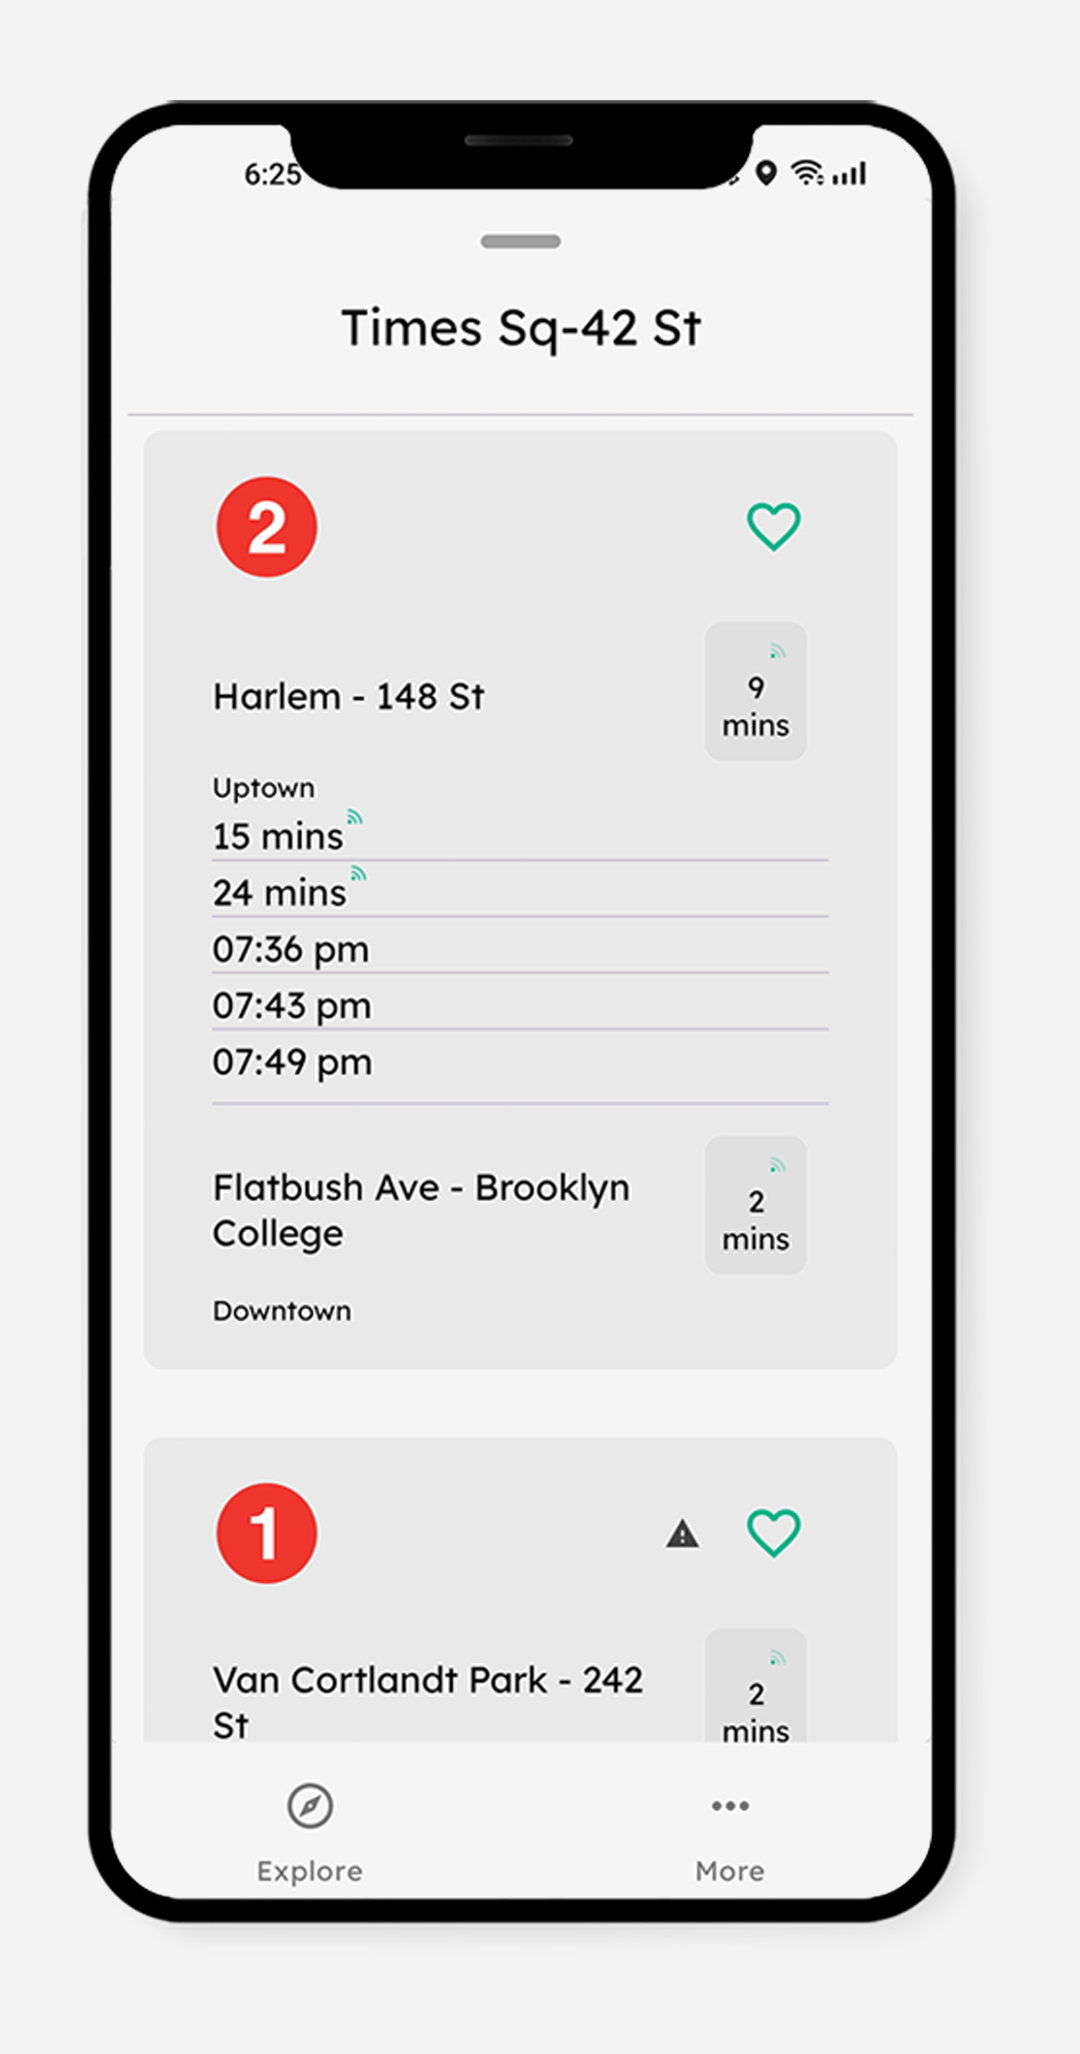 6:25
Times Sq-42 St
2
Harlem - 148 St
9
mins
Uptown
15 mins
24 mins
07:36 pm
07:43 pm
07:49 pm
Flatbush Ave - Brooklyn
College
2
mins
Downtown
1
Van Cortlandt Park - 242
St
2
mins
Explore
More